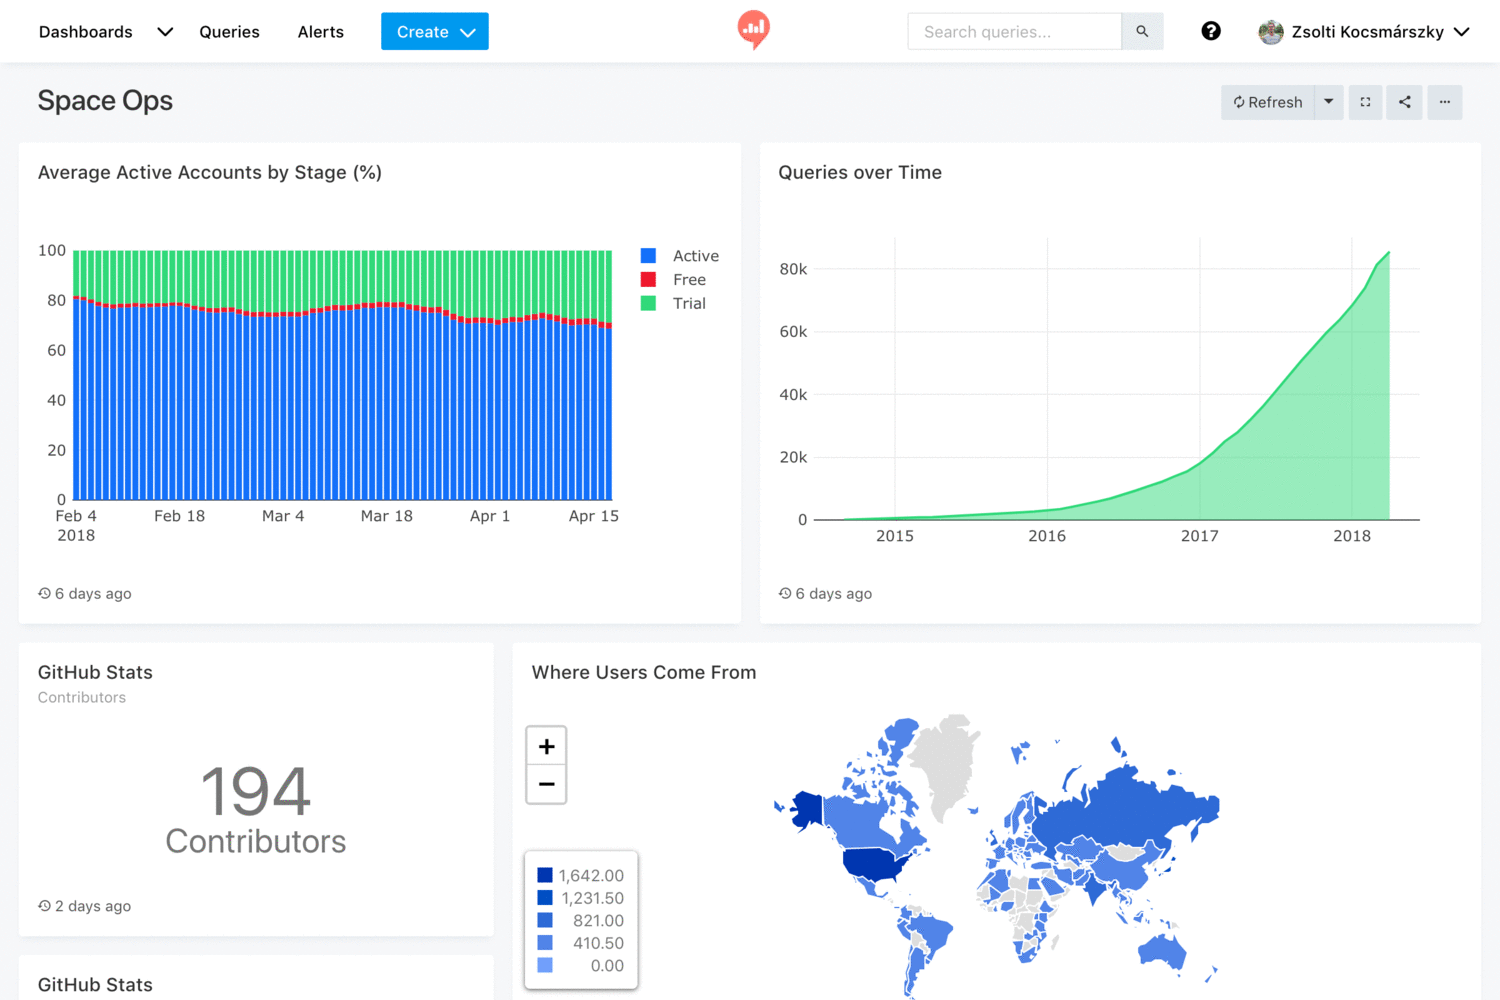 Dashboards Queries Alerts Create Search queries... Zsolti Kocsmárszky
Space Ops
Refresh
Average Active Accounts by Stage (%)
100
80
60
40
20
0
Feb 4 Feb 18 Mar 4 Mar 18 Apr 1 Apr 15
2018
Active
Free
Trial
6 days ago
Queries over Time
80k
60k
40k
20k
0
2015 2016 2017 2018
6 days ago
GitHub Stats
Contributors
194
Contributors
2 days ago
Where Users Come From
+
−
1,642.00
1,231.50
821.00
410.50
0.00
GitHub Stats